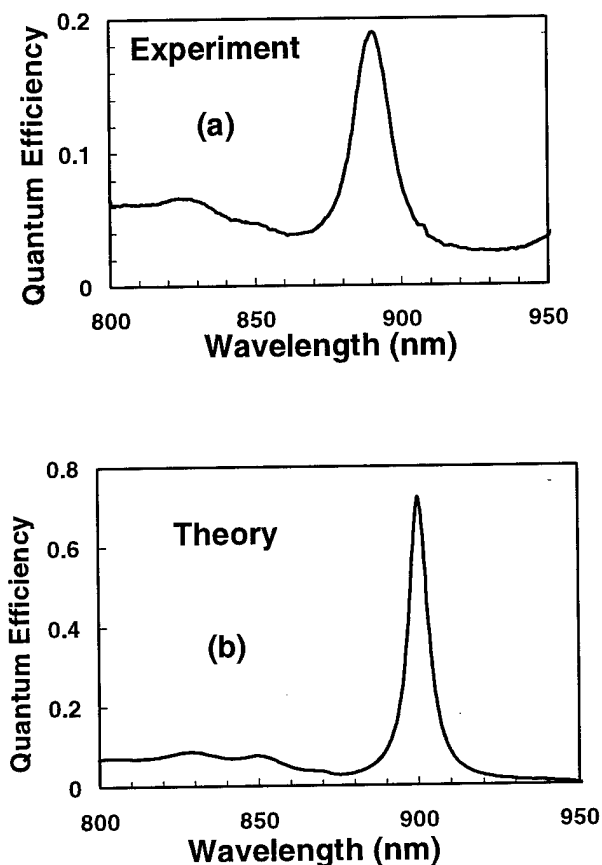 0.2
Experiment
(a)
0.1
0
Quantum Efficiency
800 850 900 950
Wavelength (nm)
0.8
Theory
0.6
0.4
(b)
0.2
0
Quantum Efficiency
800 850 900 950
Wavelength (nm)